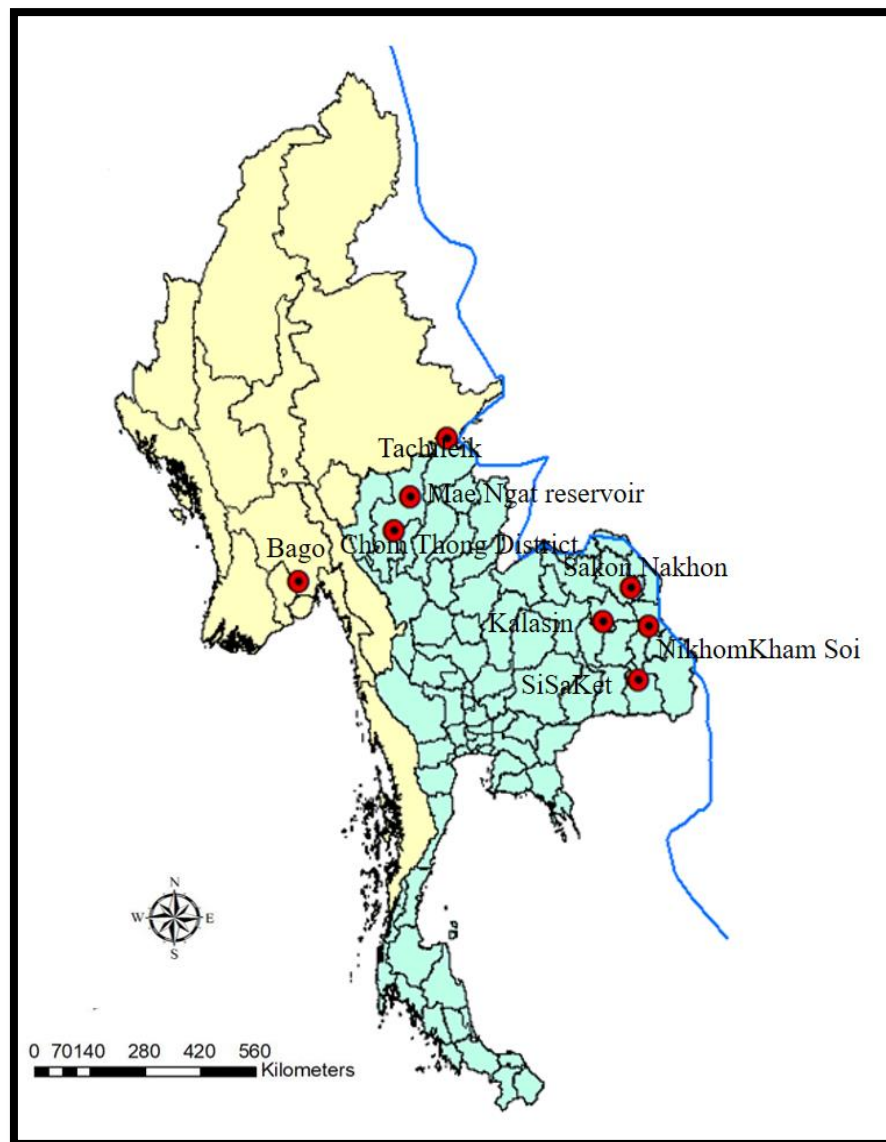 Tachileik
Mae Ngat reservoir
Bago
Chom Thong District
Sakon Nakhon
Kalasin
NikhomKham Soi
SiSaKet
N
W
E
S
0 70140 280 420 560
Kilometers